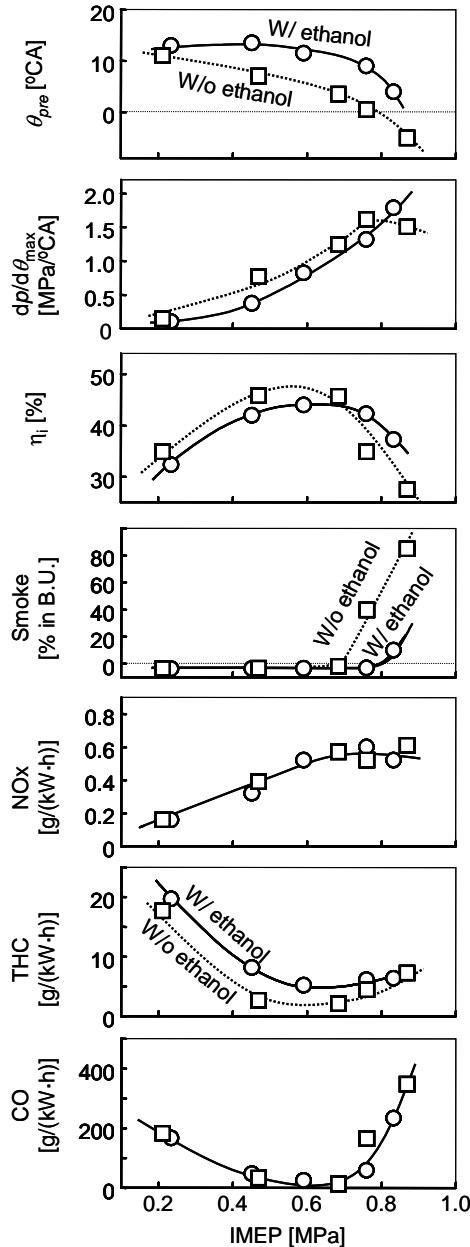 20
10
0
θpre [ºCA]
W/ ethanol
W/o ethanol
2.0
1.5
1.0
0.5
0
dp/dθmax
[MPa/ºCA]
50
40
30
ηi [%]
80
60
40
20
0
Smoke
[% in B.U.]
W/o ethanol
W/ ethanol
0.8
0.6
0.4
0.2
0
NOx
[g/(kW·h)]
20
10
5
0
THC
[g/(kW·h)]
W/ ethanol
W/o ethanol
400
200
0
CO
[g/(kW·h)]
0.2 0.4 0.6 0.8 1.0
IMEP [MPa]